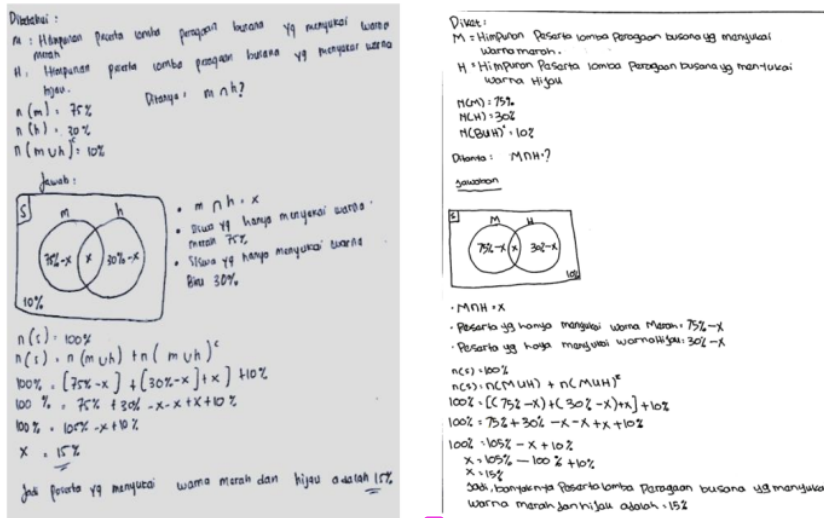 Diketahui :
m : Himpunan peserta lomba peragaan busana yg menyukai warna
merah
H : Himpunan peserta lomba peragaan busana yg menyukai warna
hijau.
Ditanya : m ∩ h?
n (m) : 75%
n (h) : 30%
n (m ∪ h)ᶜ = 10%
Jawab :
S
m h
75%-x x 30%-x
10%
• m ∩ h = x
• Siswa yg hanya menyukai warna
merah 75%
• Siswa yg hanya menyukai warna
Biru 30%.
n(s) = 100%
n(s) = n (m ∪ h) + n ( m ∪ h)ᶜ
100% = [75%-x] + (30%-x] + x] + 10%
100 % = 75% + 30% -x-x+x+10%
100% = 105% -x+10%
x = 15%
Jadi peserta yg menyukai warna merah dan hijau adalah 15%
Diket :
M = Himpunan Peserta lomba Peragaan busana yg menyukai
warna merah.
H = Himpunan Peserta lomba Peragaan busana yg menyukai
warna Hijau
N(M) = 75%
N(H) = 30%
N(BUH)ᶜ = 10%
Ditanta : M∩H=?
Jawaban
S
M H
75%-x x 30%-x
10%
• M∩H = x
• Peserta yg hanya menyukai warna Merah = 75%-x
• Peserta yg haya menyukai warna Hijau = 30%-x
n(s) = 100%
n(s) = n(M∪H) + n(M∪H)ᶜ
100% = [(75%-x)+(30%-x)+x] + 10%
100% = 75% + 30% -x-x+x+10%
100% = 105% - x + 10%
x = 105% - 100% + 10%
x = 15%
Jadi, banyaknya Peserta lomba Peragaan busana yg menyuka
warna merah dan hijau adalah = 15%